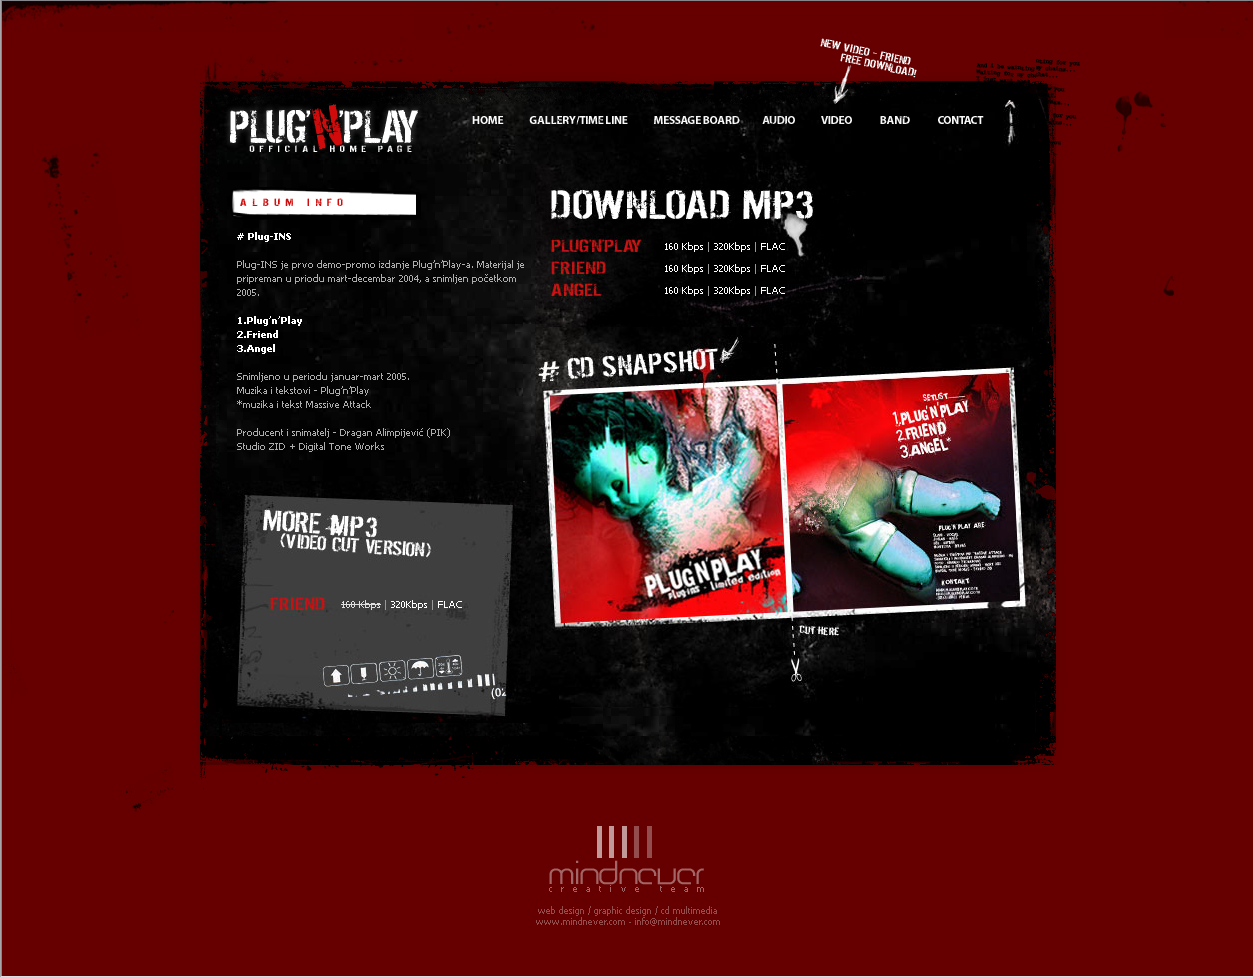 NEW VIDEO - FRIEND
FREE DOWNLOAD!
PLUG'N'PLAY
OFFICIAL HOME PAGE
HOME GALLERY/TIME LINE MESSAGE BOARD AUDIO VIDEO BAND CONTACT
ALBUM INFO
# Plug-INS
Plug-INS je prvo demo-promo izdanje Plug'n'Play-a. Materijal je
pripreman u priodu mart-decembar 2004, a snimljen početkom
2005.
1.Plug'n'Play
2.Friend
3.Angel
Snimljeno u periodu januar-mart 2005.
Muzika i tekstovi - Plug'n'Play
*muzika i tekst Massive Attack
Producent i snimatelj - Dragan Alimpijević (PIK)
Studio ZID + Digital Tone Works
MORE MP3
(VIDEO CUT VERSION)
FRIEND 160 Kbps | 320Kbps | FLAC
(02
DOWNLOAD MP3
PLUG'N'PLAY 160 Kbps | 320Kbps | FLAC
FRIEND 160 Kbps | 320Kbps | FLAC
ANGEL 160 Kbps | 320Kbps | FLAC
# CD SNAPSHOT
PLUG'N'PLAY
plugins - limited edition
SETLIST
1.PLUG'N'PLAY
2.FRIEND
3.ANGEL*
PLUG'N'PLAY ARE:
KONTAKT
CUT HERE
mindnever
creative team
web design / graphic design / cd multimedia
www.mindnever.com - info@mindnever.com